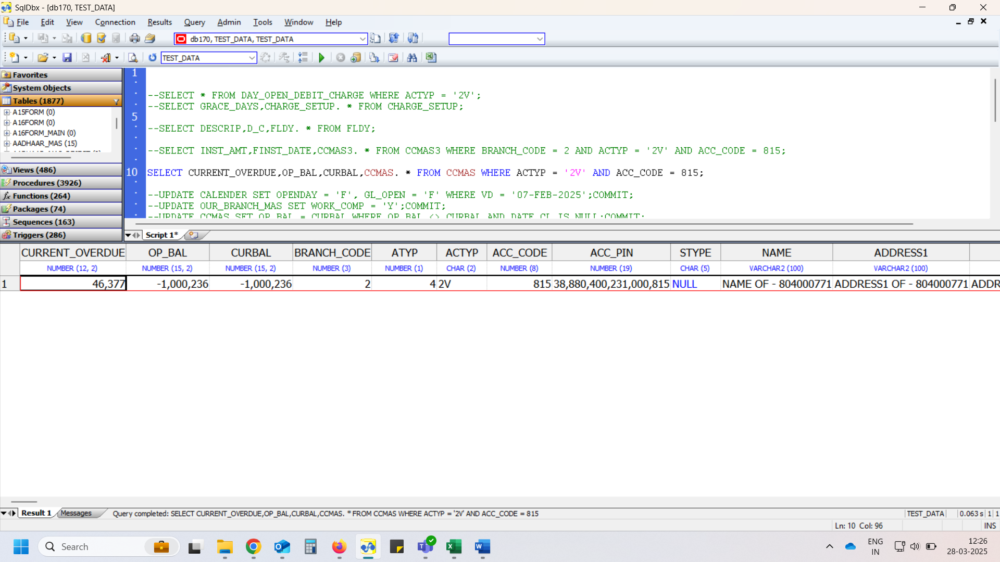 SqlDbx - [db170, TEST_DATA]
File Edit View Connection Results Query Admin Tools Window Help
db170, TEST_DATA, TEST_DATA
TEST_DATA
Favorites
System Objects
Tables (1877)
A15FORM (0)
A16FORM (0)
A16FORM_MAIN (0)
AADHAAR_MAS (15)
Views (486)
Procedures (3926)
Functions (264)
Packages (74)
Sequences (163)
Triggers (286)
1
--SELECT * FROM DAY_OPEN_DEBIT_CHARGE WHERE ACTYP = '2V';
--SELECT GRACE_DAYS,CHARGE_SETUP. * FROM CHARGE_SETUP;
5
--SELECT DESCRIP,D_C,FLDY. * FROM FLDY;
--SELECT INST_AMT,FINST_DATE,CCMAS3. * FROM CCMAS3 WHERE BRANCH_CODE = 2 AND ACTYP = '2V' AND ACC_CODE = 815;
10 SELECT CURRENT_OVERDUE,OP_BAL,CURBAL,CCMAS. * FROM CCMAS WHERE ACTYP = '2V' AND ACC_CODE = 815;
--UPDATE CALENDER SET OPENDAY = 'F', GL_OPEN = 'F' WHERE VD = '07-FEB-2025';COMMIT;
--UPDATE OUR_BRANCH_MAS SET WORK_COMP = 'Y';COMMIT;
--UPDATE CCMAS SET OP_BAL = CURBAL WHERE OP_BAL <> CURBAL AND DATE_CL IS NULL;COMMIT;
Script 1*
CURRENT_OVERDUE OP_BAL CURBAL BRANCH_CODE ATYP ACTYP ACC_CODE ACC_PIN STYPE NAME ADDRESS1
NUMBER (12, 2) NUMBER (15, 2) NUMBER (15, 2) NUMBER (3) NUMBER (1) CHAR (2) NUMBER (8) NUMBER (19) CHAR (5) VARCHAR2 (100) VARCHAR2 (100)
1 46,377 -1,000,236 -1,000,236 2 4 2V 815 38,880,400,231,000,815 NULL NAME OF - 804000771 ADDRESS1 OF - 804000771 ADDR
Result 1 Messages Query completed: SELECT CURRENT_OVERDUE,OP_BAL,CURBAL,CCMAS. * FROM CCMAS WHERE ACTYP = '2V' AND ACC_CODE = 815 TEST_DATA 0.063 s 1 1
Ln: 10 Col: 96 INS
Search
ENG
IN
12:26
28-03-2025